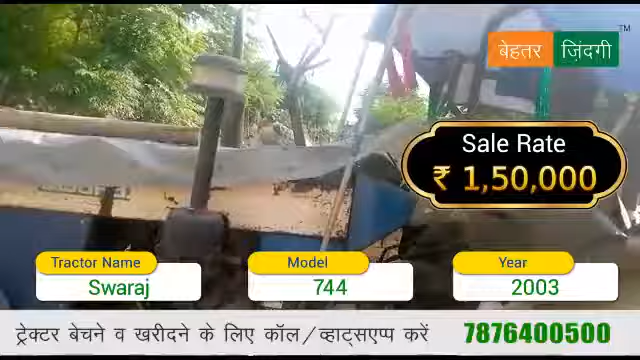 TM
बेहतर ज़िंदगी
Sale Rate
₹ 1,50,000
Tractor Name
Swaraj
Model
744
Year
2003
ट्रेक्टर बेचने व खरीदने के लिए कॉल/व्हाट्सएप्प करें 7876400500